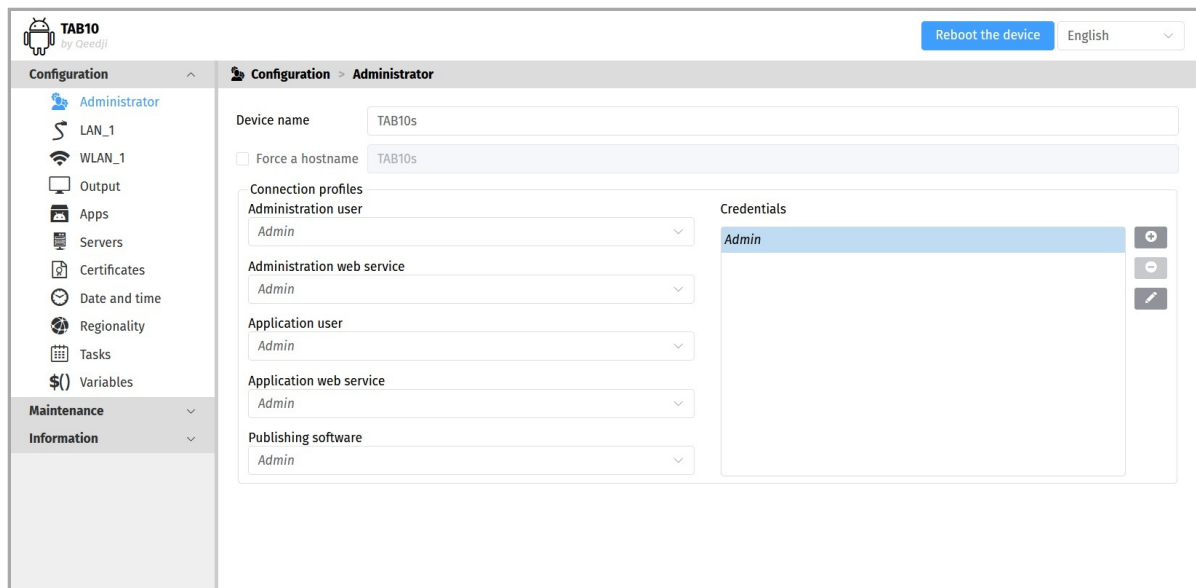 TAB10
by Qeedji
Reboot the device
English
Configuration
Administrator
LAN_1
WLAN_1
Output
Apps
Servers
Certificates
Date and time
Regionality
Tasks
$() Variables
Maintenance
Information
Configuration > Administrator
Device name
TAB10s
Force a hostname
TAB10s
Connection profiles
Administration user
Admin
Administration web service
Admin
Application user
Admin
Application web service
Admin
Publishing software
Admin
Credentials
Admin